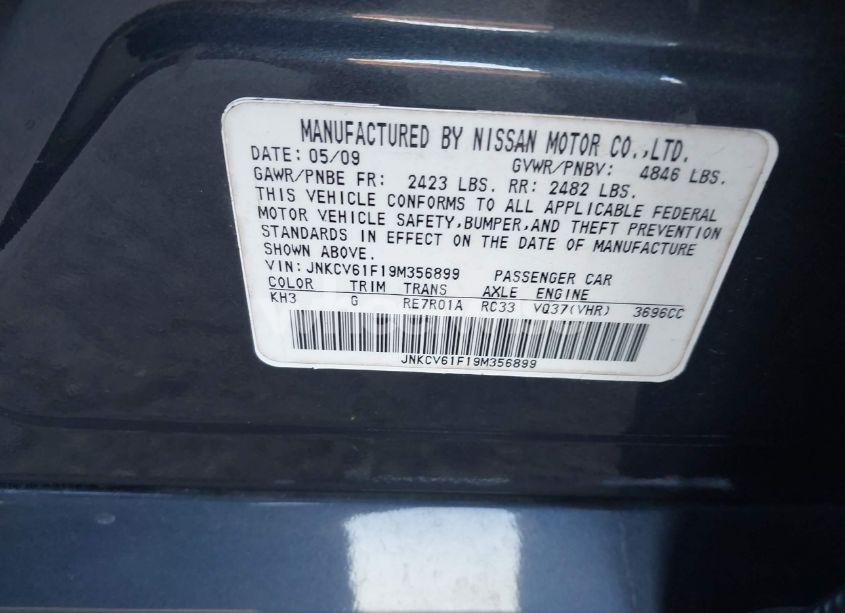 MANUFACTURED BY NISSAN MOTOR CO.,LTD.
DATE: 05/09 GVWR/PNBV: 4846 LBS.
GAWR/PNBE FR: 2423 LBS. RR: 2482 LBS.
THIS VEHICLE CONFORMS TO ALL APPLICABLE FEDERAL
MOTOR VEHICLE SAFETY,BUMPER,AND THEFT PREVENTION
STANDARDS IN EFFECT ON THE DATE OF MANUFACTURE
SHOWN ABOVE.
VIN: JNKCV61F19M356899 PASSENGER CAR
COLOR TRIM TRANS AXLE ENGINE
KH3 G RE7R01A RC33 VQ37(VHR) 3696CC
JNKCV61F19M356899